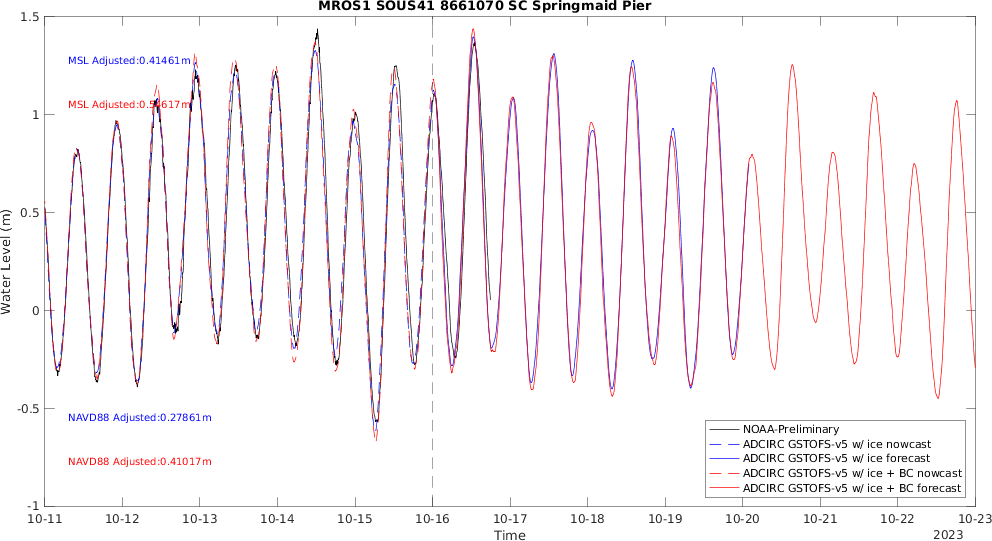 MROS1 SOUS41 8661070 SC Springmaid Pier
1.5
1
0.5
0
-0.5
-1
Water Level (m)
MSL Adjusted:0.41461m
MSL Adjusted:0.54617m
NAVD88 Adjusted:0.27861m
NAVD88 Adjusted:0.41017m
NOAA-Preliminary
ADCIRC GSTOFS-v5 w/ ice nowcast
ADCIRC GSTOFS-v5 w/ ice forecast
ADCIRC GSTOFS-v5 w/ ice + BC nowcast
ADCIRC GSTOFS-v5 w/ ice + BC forecast
10-11 10-12 10-13 10-14 10-15 10-16 10-17 10-18 10-19 10-20 10-21 10-22 10-23
Time
2023